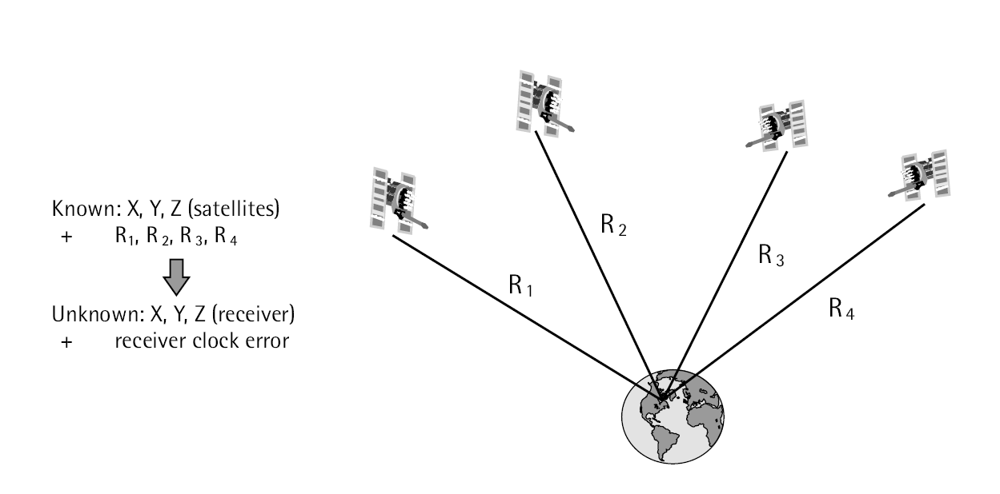 Known: X, Y, Z (satellites)
+ R1, R2, R3, R4
Unknown: X, Y, Z (receiver)
+ receiver clock error
R1
R2
R3
R4